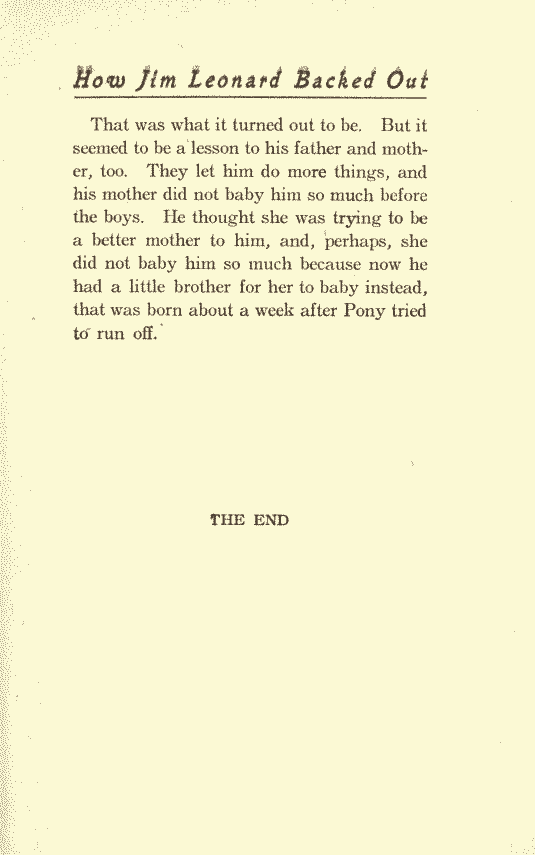 How Jim Leonard Backed Out
That was what it turned out to be. But it
seemed to be a lesson to his father and moth-
er, too. They let him do more things, and
his mother did not baby him so much before
the boys. He thought she was trying to be
a better mother to him, and, perhaps, she
did not baby him so much because now he
had a little brother for her to baby instead,
that was born about a week after Pony tried
to run off.
THE END